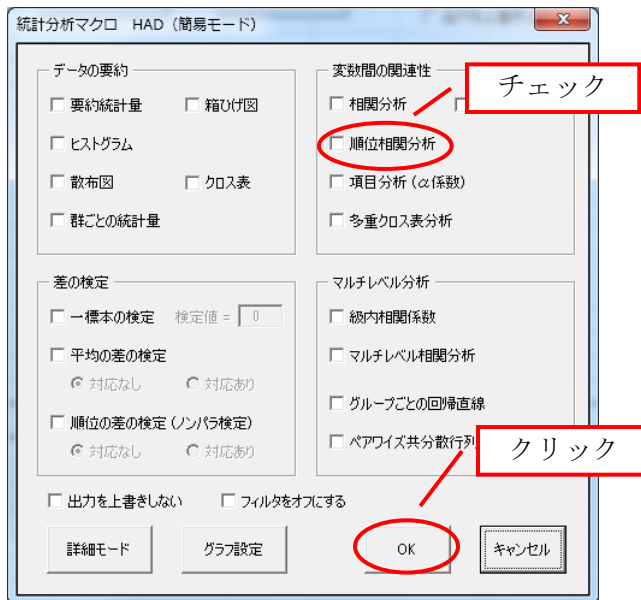 統計分析マクロ HAD（簡易モード）
データの要約
要約統計量
箱ひげ図
ヒストグラム
散布図
クロス表
群ごとの統計量
変数間の関連性
相関分析
チェック
順位相関分析
項目分析（α係数）
多重クロス表分析
差の検定
一標本の検定
検定値 =
0
平均の差の検定
対応なし
対応あり
順位の差の検定（ノンパラ検定）
対応なし
対応あり
マルチレベル分析
級内相関係数
マルチレベル相関分析
グループごとの回帰直線
ペアワイズ共分散行列
クリック
出力を上書きしない
フィルタをオフにする
詳細モード
グラフ設定
OK
キャンセル